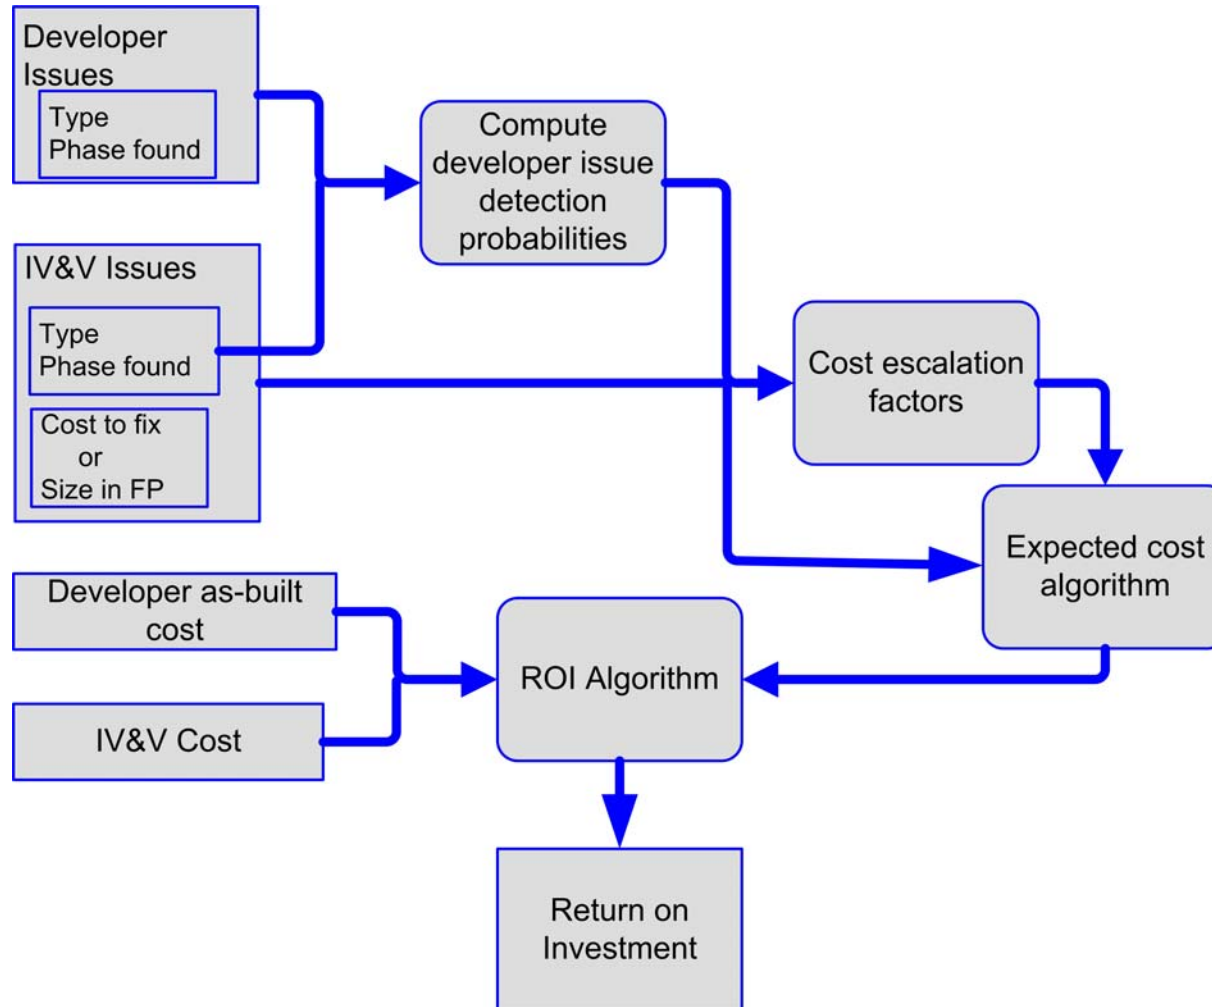 Developer
Issues
Type
Phase found
Compute
developer issue
detection
probabilities
IV&V Issues
Type
Phase found
Cost to fix
or
Size in FP
Cost escalation
factors
Expected cost
algorithm
Developer as-built
cost
ROI Algorithm
IV&V Cost
Return on
Investment